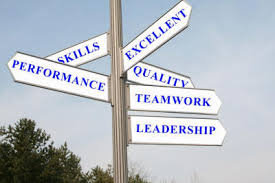 SKILLS
EXCELLENT
PERFORMANCE
QUALITY
TEAMWORK
LEADERSHIP